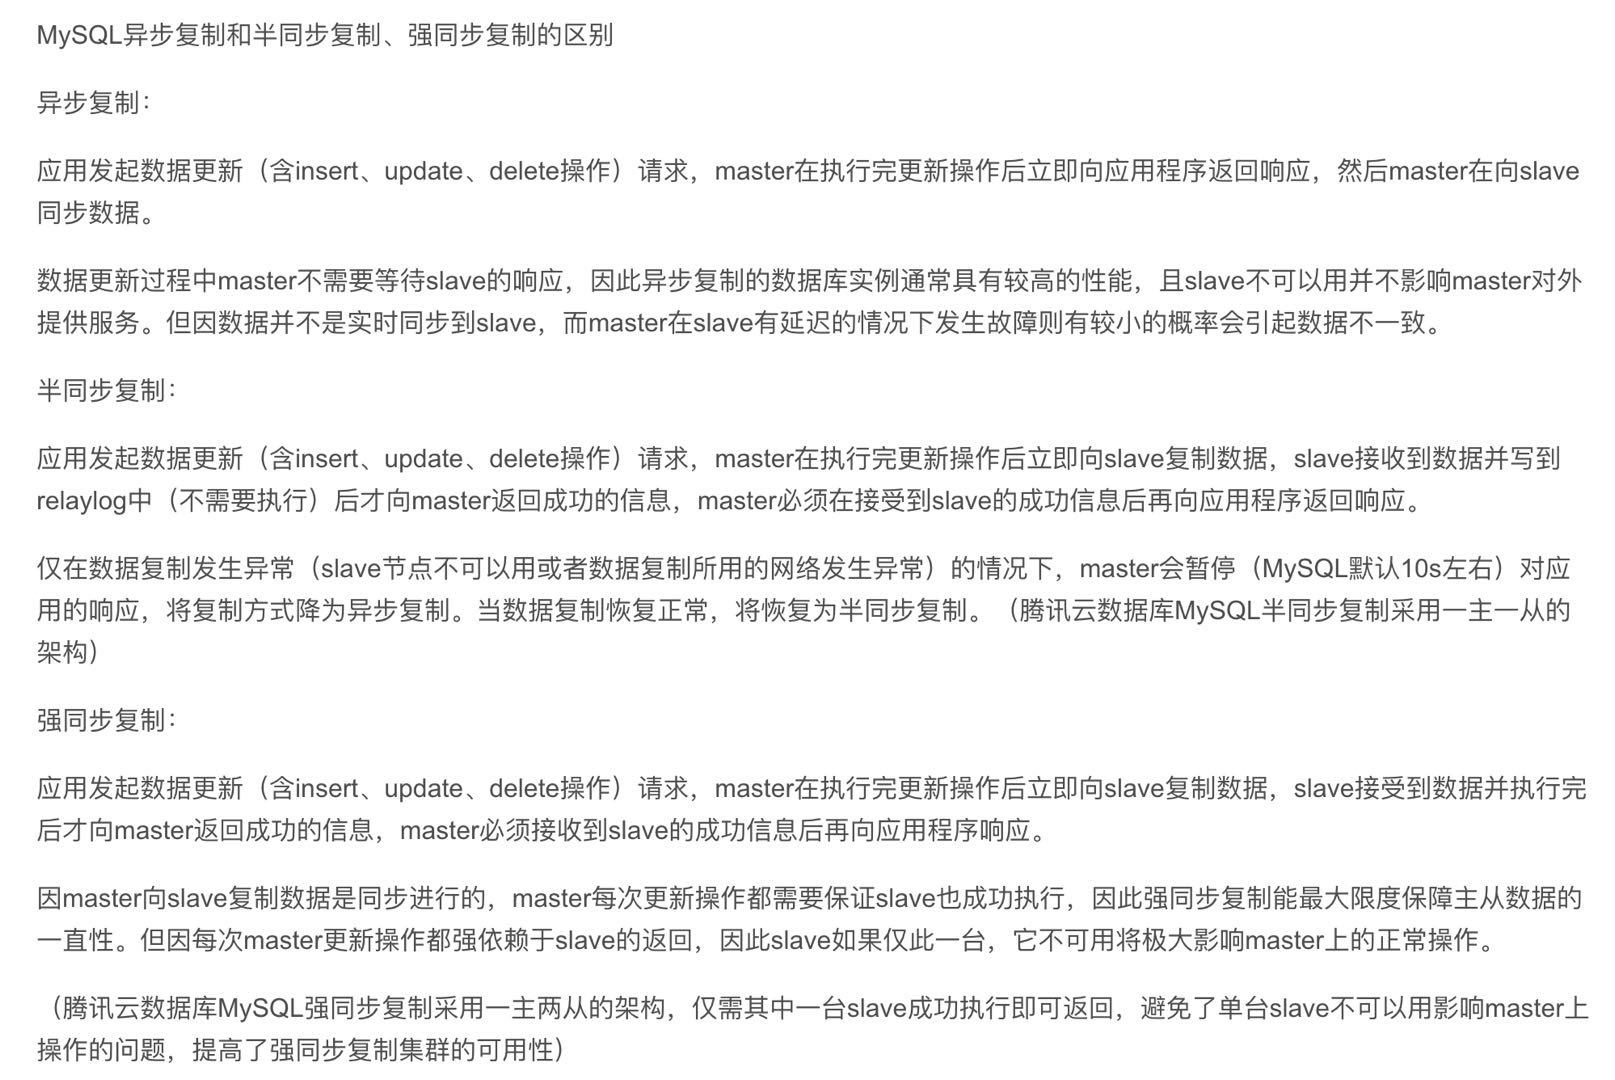 MySQL异步复制和半同步复制、强同步复制的区别
异步复制：
应用发起数据更新（含insert、update、delete操作）请求，master在执行完更新操作后立即向应用程序返回响应，然后master在向slave
同步数据。
数据更新过程中master不需要等待slave的响应，因此异步复制的数据库实例通常具有较高的性能，且slave不可以用并不影响master对外
提供服务。但因数据并不是实时同步到slave，而master在slave有延迟的情况下发生故障则有较小的概率会引起数据不一致。
半同步复制：
应用发起数据更新（含insert、update、delete操作）请求，master在执行完更新操作后立即向slave复制数据，slave接收到数据并写到
relaylog中（不需要执行）后才向master返回成功的信息，master必须在接受到slave的成功信息后再向应用程序返回响应。
仅在数据复制发生异常（slave节点不可以用或者数据复制所用的网络发生异常）的情况下，master会暂停（MySQL默认10s左右）对应
用的响应，将复制方式降为异步复制。当数据复制恢复正常，将恢复为半同步复制。（腾讯云数据库MySQL半同步复制采用一主一从的
架构）
强同步复制：
应用发起数据更新（含insert、update、delete操作）请求，master在执行完更新操作后立即向slave复制数据，slave接受到数据并执行完
后才向master返回成功的信息，master必须接收到slave的成功信息后再向应用程序响应。
因master向slave复制数据是同步进行的，master每次更新操作都需要保证slave也成功执行，因此强同步复制能最大限度保障主从数据的
一直性。但因每次master更新操作都强依赖于slave的返回，因此slave如果仅此一台，它不可用将极大影响master上的正常操作。
（腾讯云数据库MySQL强同步复制采用一主两从的架构，仅需其中一台slave成功执行即可返回，避免了单台slave不可以用影响master上
操作的问题，提高了强同步复制集群的可用性）